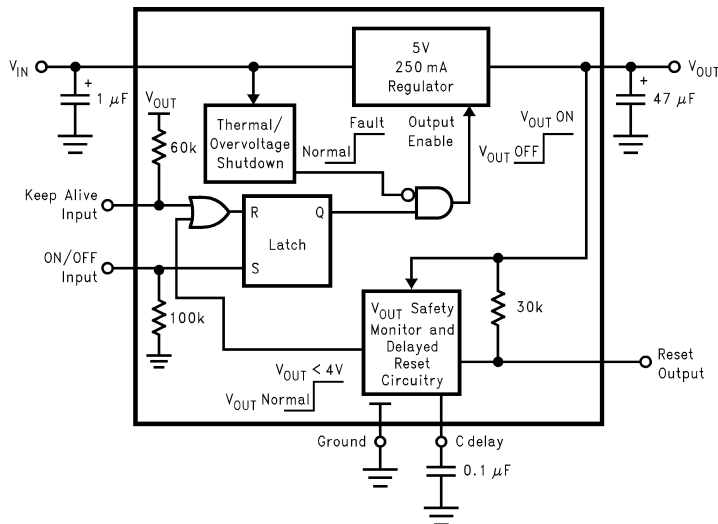 5V
250 mA
Regulator
V_IN
V_OUT
+
1 μF
+
47 μF
V_OUT
60k
Thermal/
Overvoltage
Shutdown
Fault
Normal
Output
Enable
V_OUT ON
V_OUT OFF
Keep Alive
Input
R
Q
Latch
S
ON/OFF
Input
100k
V_OUT Safety
Monitor and
Delayed
Reset
Circuitry
30k
Reset
Output
V_OUT < 4V
V_OUT Normal
Ground
C delay
0.1 μF